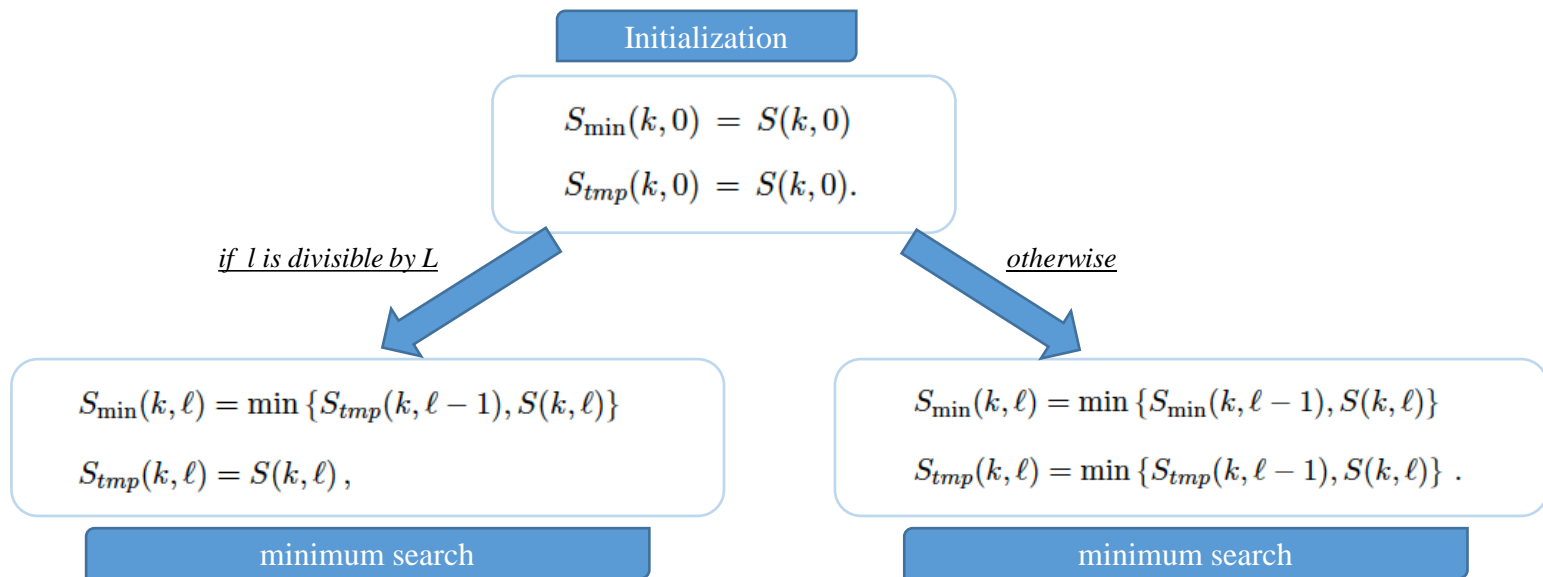 Initialization
S_min(k, 0) = S(k, 0)
S_tmp(k, 0) = S(k, 0).
if l is divisible by L
otherwise
S_min(k, ℓ) = min {S_tmp(k, ℓ − 1), S(k, ℓ)}
S_tmp(k, ℓ) = S(k, ℓ) ,
S_min(k, ℓ) = min {S_min(k, ℓ − 1), S(k, ℓ)}
S_tmp(k, ℓ) = min {S_tmp(k, ℓ − 1), S(k, ℓ)} .
minimum search
minimum search